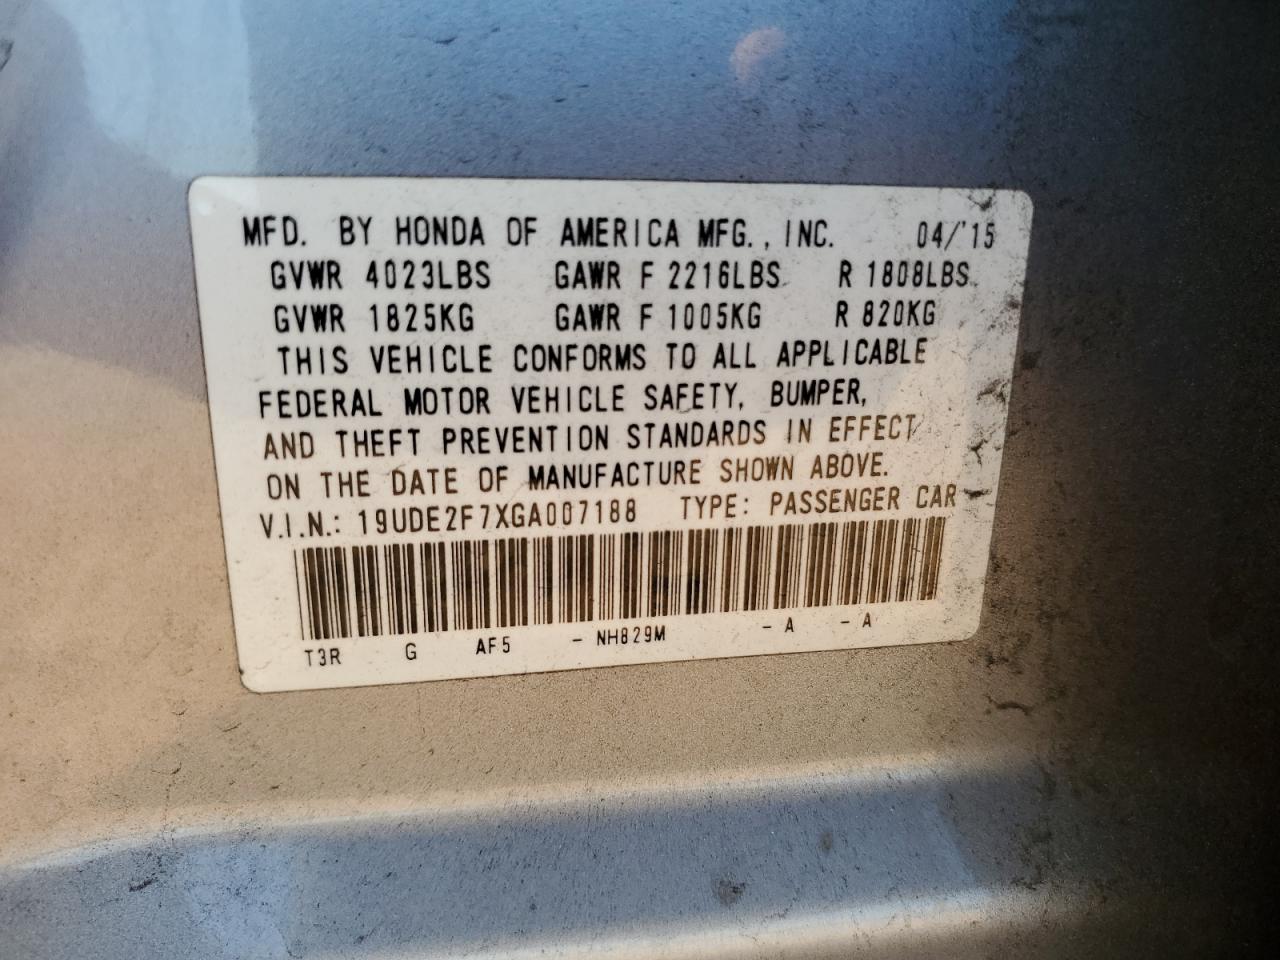 MFD. BY HONDA OF AMERICA MFG., INC. 04/'15
GVWR 4023LBS GAWR F 2216LBS R 1808LBS
GVWR 1825KG GAWR F 1005KG R 820KG
THIS VEHICLE CONFORMS TO ALL APPLICABLE
FEDERAL MOTOR VEHICLE SAFETY, BUMPER,
AND THEFT PREVENTION STANDARDS IN EFFECT
ON THE DATE OF MANUFACTURE SHOWN ABOVE.
V.I.N.: 19UDE2F7XGA007188 TYPE: PASSENGER CAR
T3R G AF5 - NH829M - A - A